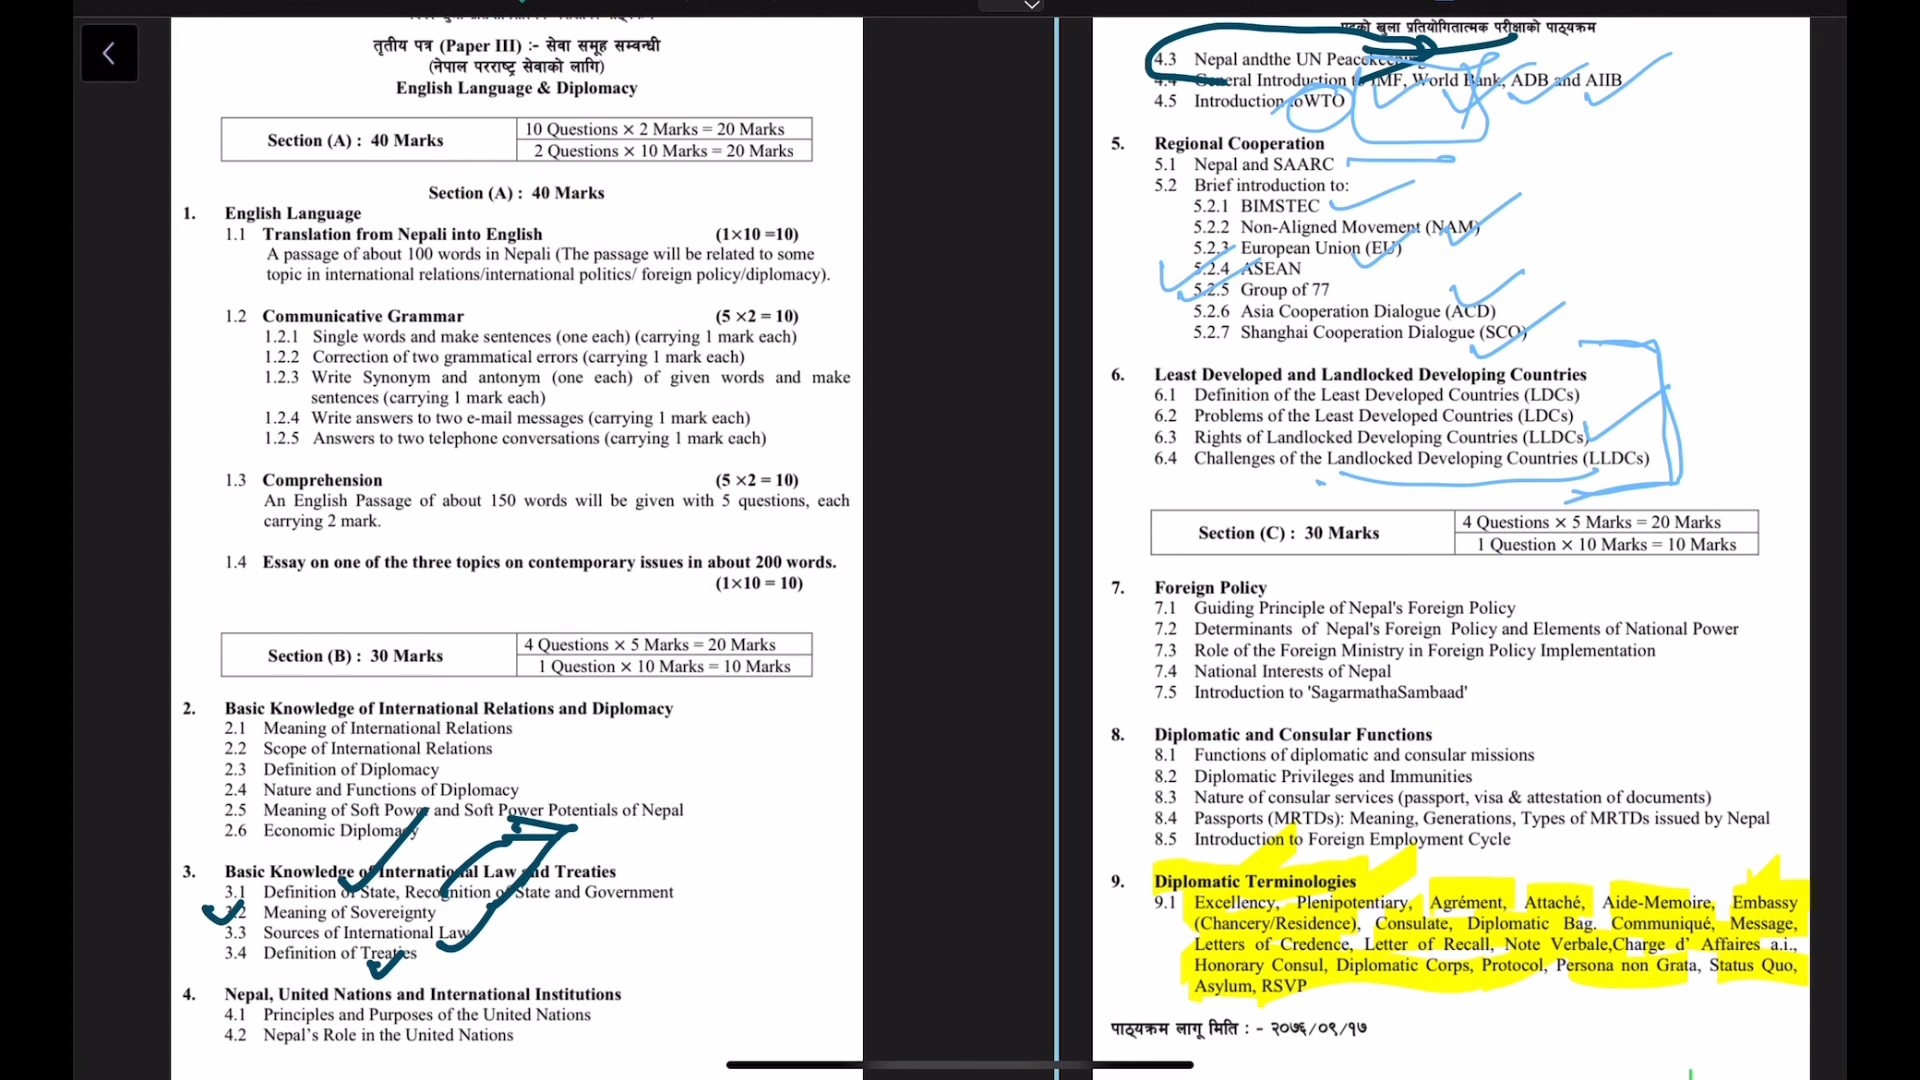 तृतीय पत्र (Paper III) :- सेवा समूह सम्बन्धी
(नेपाल परराष्ट्र सेवाको लागि)
English Language & Diplomacy
Section (A) : 40 Marks
10 Questions × 2 Marks = 20 Marks
2 Questions × 10 Marks = 20 Marks
Section (A) : 40 Marks
1. English Language
1.1 Translation from Nepali into English (1×10 =10)
A passage of about 100 words in Nepali (The passage will be related to some
topic in international relations/international politics/ foreign policy/diplomacy).
1.2 Communicative Grammar (5 ×2 = 10)
1.2.1 Single words and make sentences (one each) (carrying 1 mark each)
1.2.2 Correction of two grammatical errors (carrying 1 mark each)
1.2.3 Write Synonym and antonym (one each) of given words and make
sentences (carrying 1 mark each)
1.2.4 Write answers to two e-mail messages (carrying 1 mark each)
1.2.5 Answers to two telephone conversations (carrying 1 mark each)
1.3 Comprehension (5 ×2 = 10)
An English Passage of about 150 words will be given with 5 questions, each
carrying 2 mark.
1.4 Essay on one of the three topics on contemporary issues in about 200 words.
(1×10 = 10)
Section (B) : 30 Marks
4 Questions × 5 Marks = 20 Marks
1 Question × 10 Marks = 10 Marks
2. Basic Knowledge of International Relations and Diplomacy
2.1 Meaning of International Relations
2.2 Scope of International Relations
2.3 Definition of Diplomacy
2.4 Nature and Functions of Diplomacy
2.5 Meaning of Soft Power and Soft Power Potentials of Nepal
2.6 Economic Diplomacy
3. Basic Knowledge of International Law and Treaties
3.1 Definition of State, Recognition of State and Government
3.2 Meaning of Sovereignty
3.3 Sources of International Law
3.4 Definition of Treaties
4. Nepal, United Nations and International Institutions
4.1 Principles and Purposes of the United Nations
4.2 Nepal's Role in the United Nations
पदको खुला प्रतियोगितात्मक परीक्षाको पाठ्यक्रम
4.3 Nepal andthe UN Peacekeeping
4.4 General Introduction to IMF, World Bank, ADB and AIIB
4.5 Introduction toWTO
5. Regional Cooperation
5.1 Nepal and SAARC
5.2 Brief introduction to:
5.2.1 BIMSTEC
5.2.2 Non-Aligned Movement (NAM)
5.2.3 European Union (EU)
5.2.4 ASEAN
5.2.5 Group of 77
5.2.6 Asia Cooperation Dialogue (ACD)
5.2.7 Shanghai Cooperation Dialogue (SCO)
6. Least Developed and Landlocked Developing Countries
6.1 Definition of the Least Developed Countries (LDCs)
6.2 Problems of the Least Developed Countries (LDCs)
6.3 Rights of Landlocked Developing Countries (LLDCs)
6.4 Challenges of the Landlocked Developing Countries (LLDCs)
Section (C) : 30 Marks
4 Questions × 5 Marks = 20 Marks
1 Question × 10 Marks = 10 Marks
7. Foreign Policy
7.1 Guiding Principle of Nepal's Foreign Policy
7.2 Determinants of Nepal's Foreign Policy and Elements of National Power
7.3 Role of the Foreign Ministry in Foreign Policy Implementation
7.4 National Interests of Nepal
7.5 Introduction to 'SagarmathaSambaad'
8. Diplomatic and Consular Functions
8.1 Functions of diplomatic and consular missions
8.2 Diplomatic Privileges and Immunities
8.3 Nature of consular services (passport, visa & attestation of documents)
8.4 Passports (MRTDs): Meaning, Generations, Types of MRTDs issued by Nepal
8.5 Introduction to Foreign Employment Cycle
9. Diplomatic Terminologies
9.1 Excellency, Plenipotentiary, Agrément, Attaché, Aide-Memoire, Embassy
(Chancery/Residence), Consulate, Diplomatic Bag. Communiqué, Message,
Letters of Credence, Letter of Recall, Note Verbale,Charge d' Affaires a.i.,
Honorary Consul, Diplomatic Corps, Protocol, Persona non Grata, Status Quo,
Asylum, RSVP
पाठ्यक्रम लागू मिति : - २०७६/०९/१७